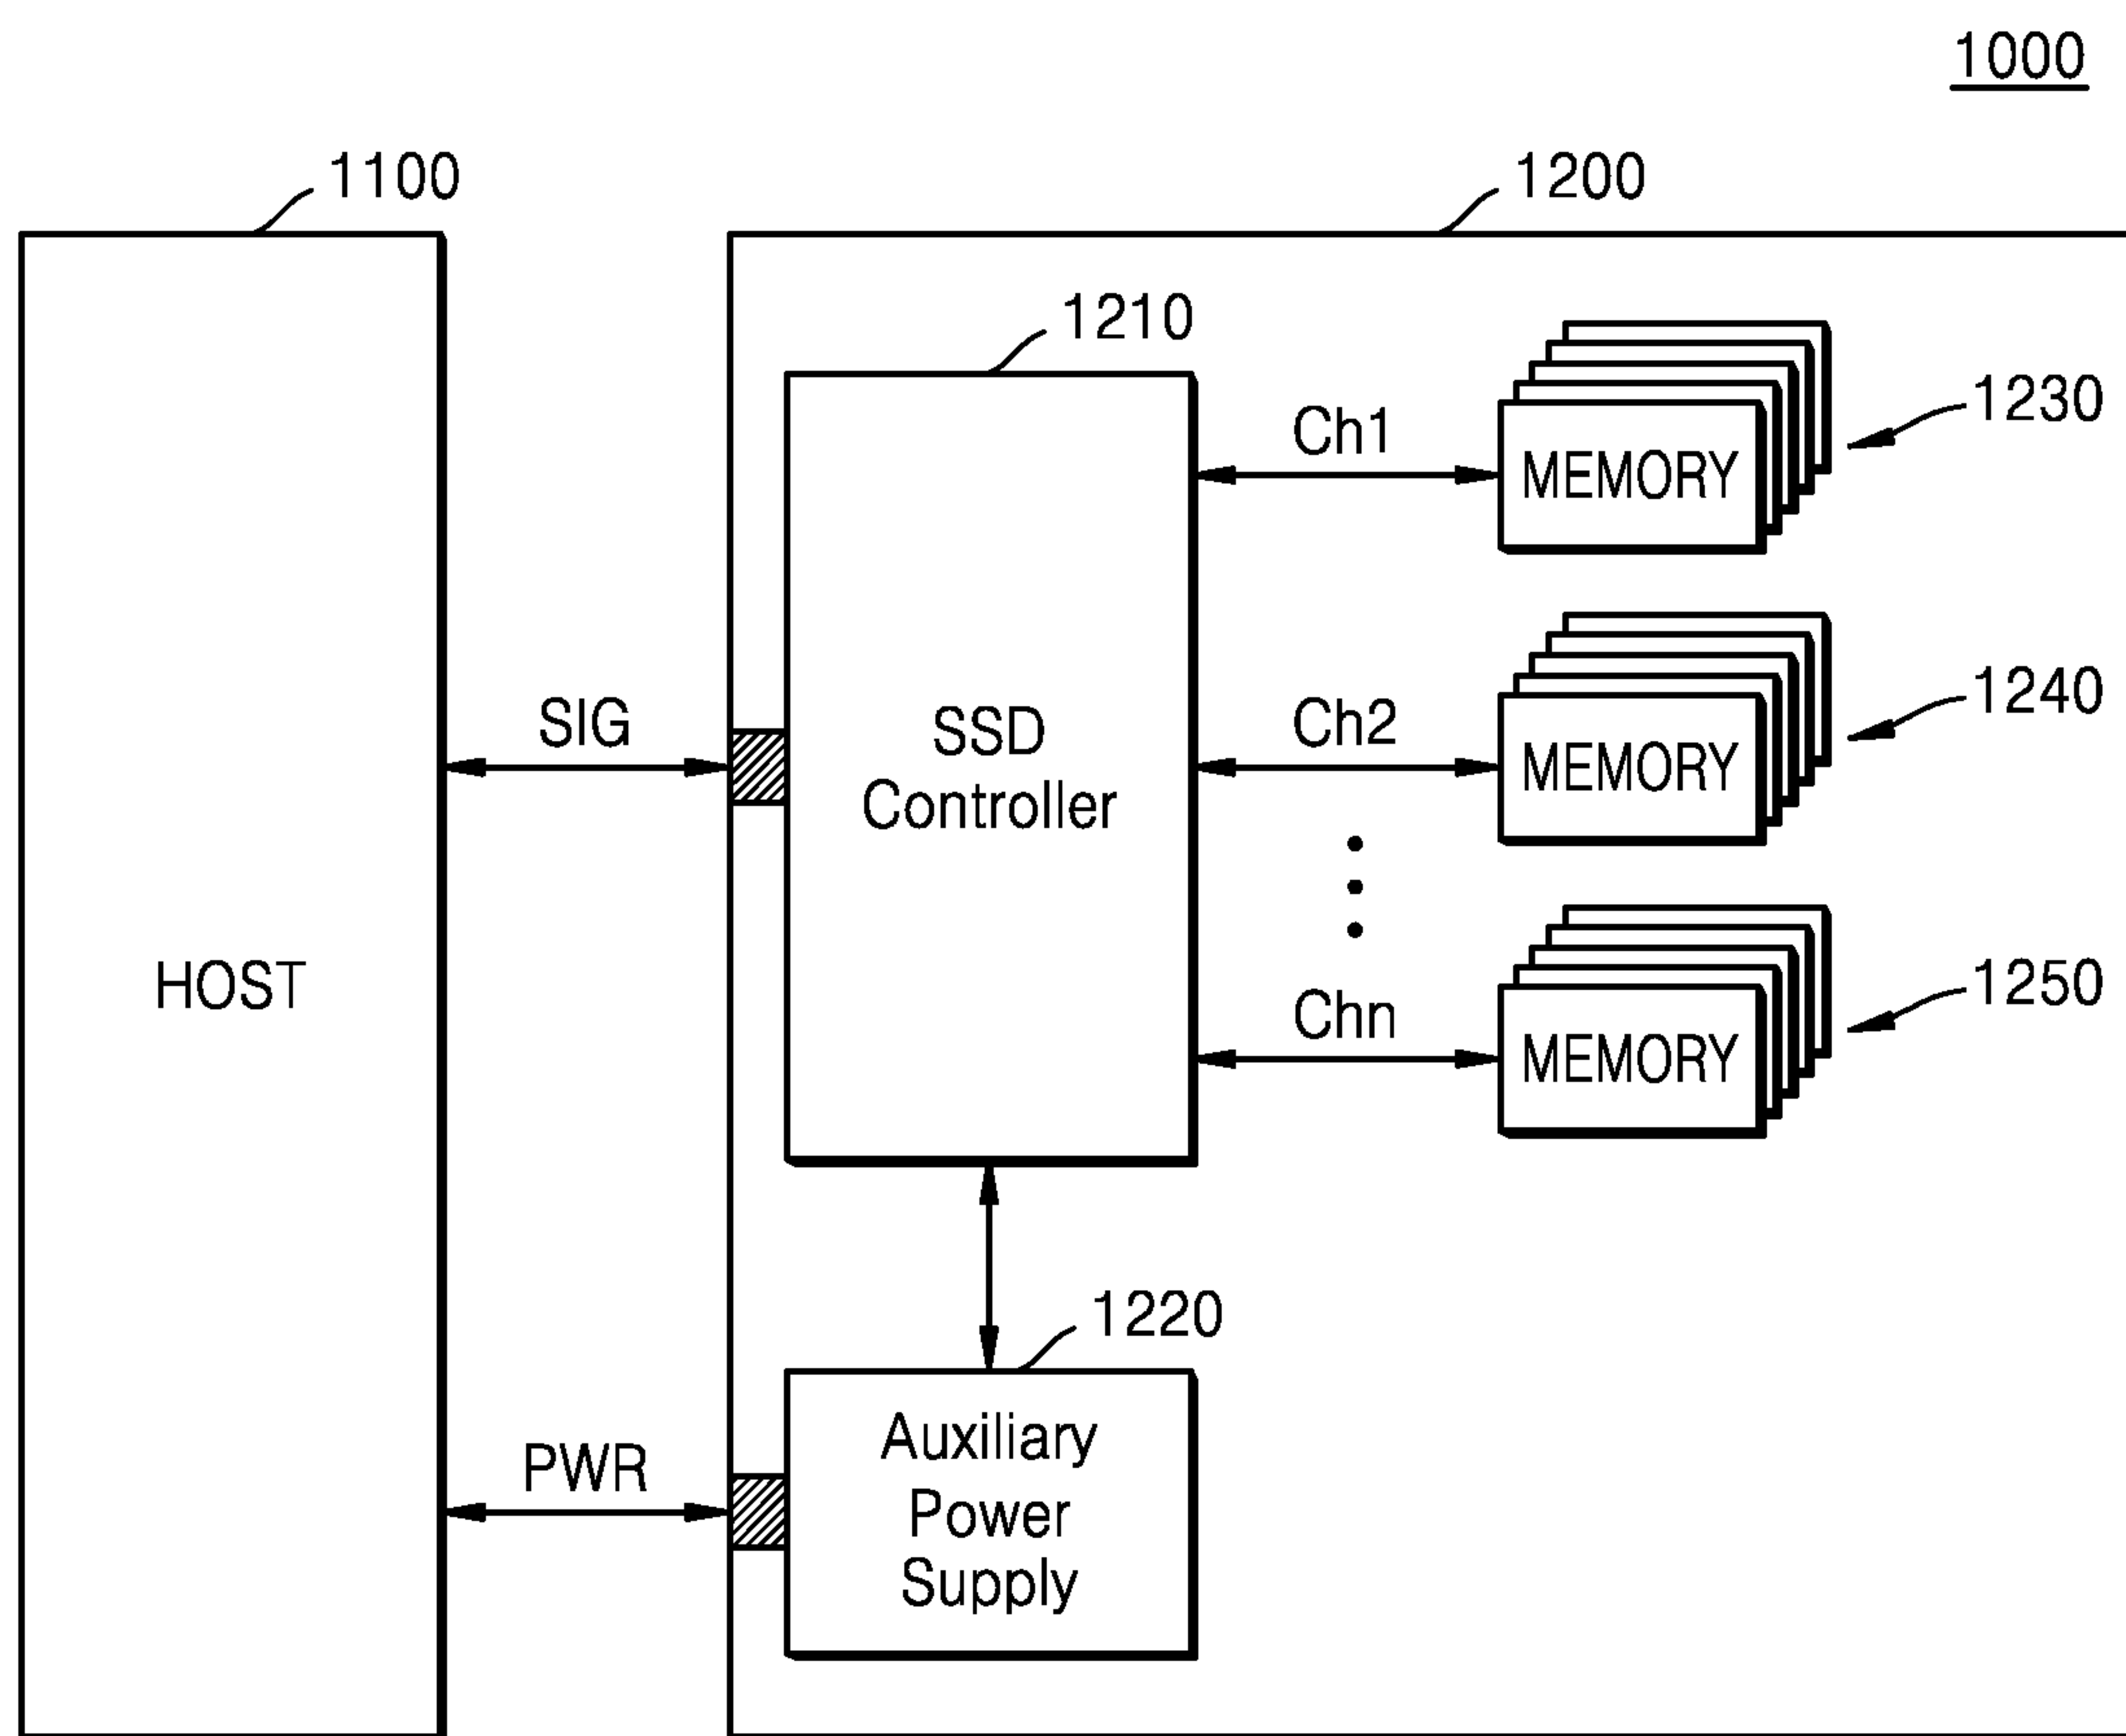 1000
1100
1200
1210
Ch1
MEMORY
1230
SIG
SSD
Controller
Ch2
MEMORY
1240
HOST
Chn
MEMORY
1250
1220
PWR
Auxiliary
Power
Supply